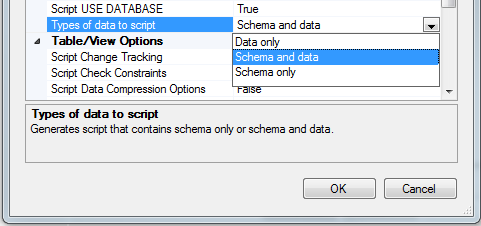 Script USE DATABASE True
Types of data to script Schema and data
Table/View Options Data only
Script Change Tracking Schema and data
Script Check Constraints Schema only
Script Data Compression Options False
Types of data to script
Generates script that contains schema only or schema and data.
OK Cancel